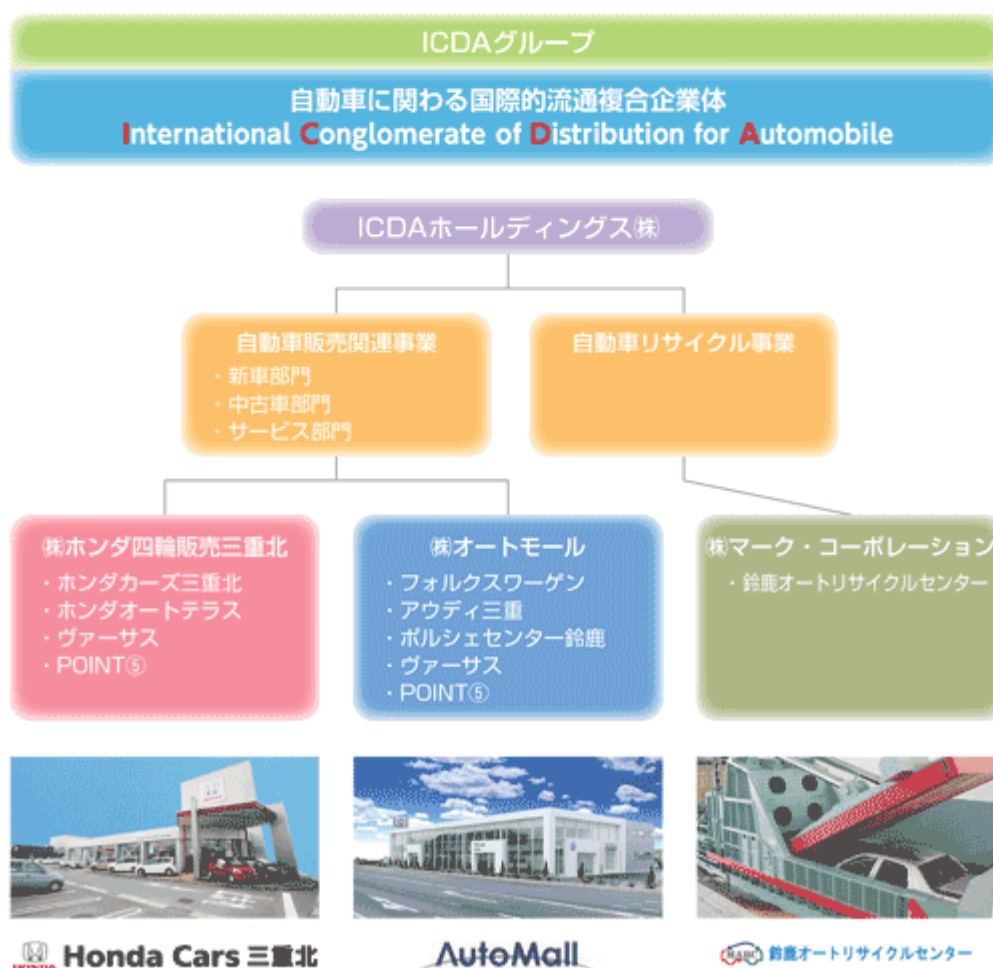 ICDAグループ
自動車に関わる国際的流通複合企業体
International Conglomerate of Distribution for Automobile
ICDAホールディングス㈱
自動車販売関連事業
・新車部門
・中古車部門
・サービス部門
自動車リサイクル事業
㈱ホンダ四輪販売三重北
・ホンダカーズ三重北
・ホンダオートテラス
・ヴァーサス
・POINT⑤
㈱オートモール
・フォルクスワーゲン
・アウディ三重
・ポルシェセンター鈴鹿
・ヴァーサス
・POINT⑤
㈱マーク・コーポレーション
・鈴鹿オートリサイクルセンター
HONDA Honda Cars 三重北
AutoMall
MARC 鈴鹿オートリサイクルセンター